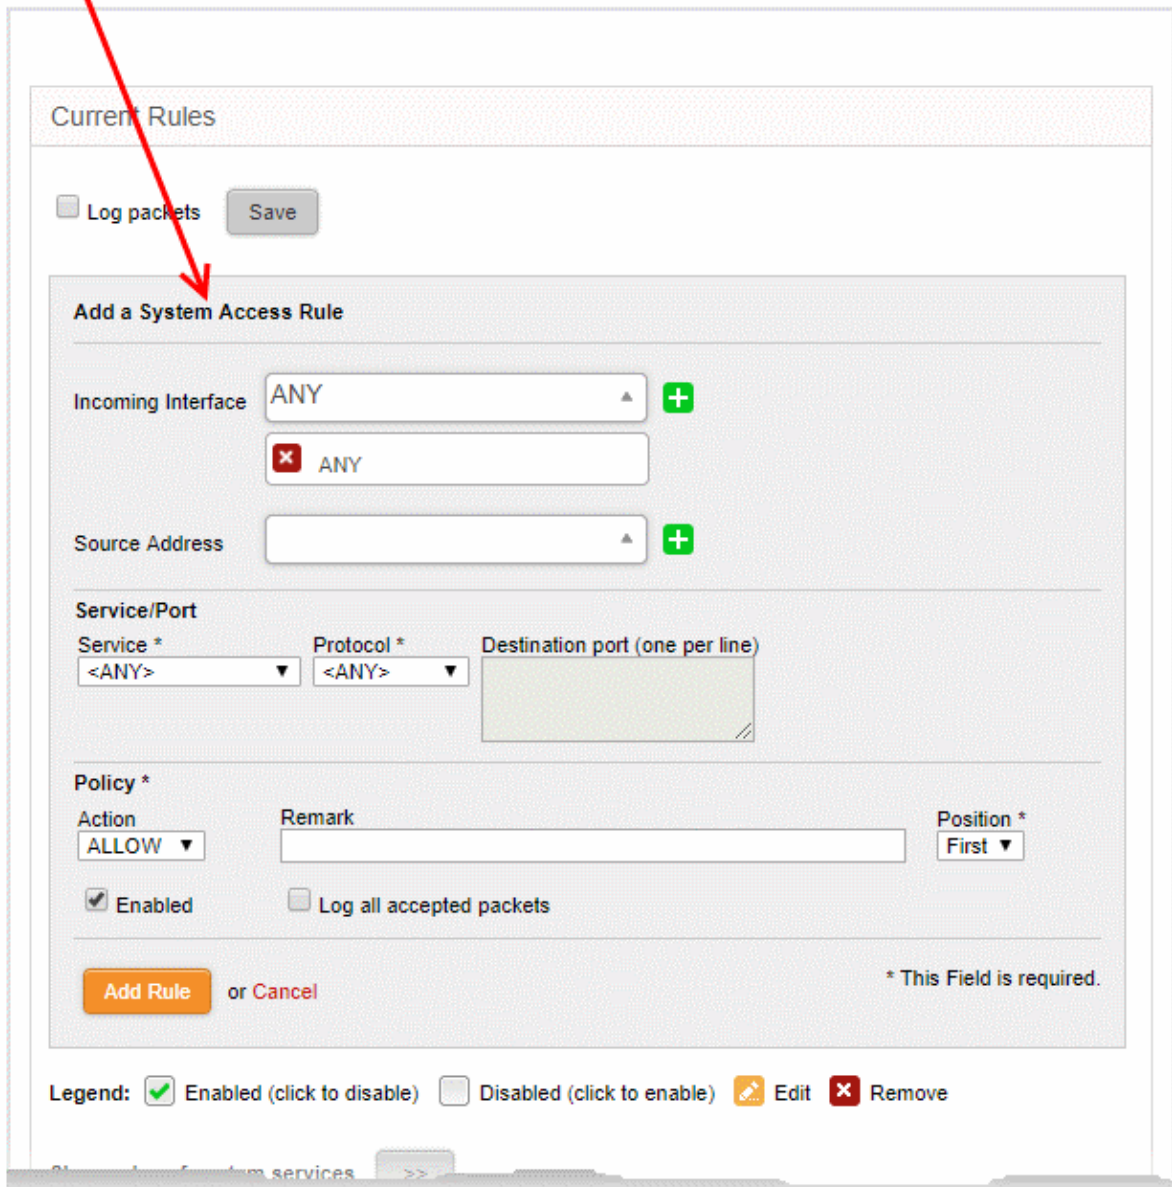 Current Rules
Log packets Save
Add a System Access Rule
Incoming Interface ANY
ANY
Source Address
Service/Port
Service * Protocol * Destination port (one per line)
<ANY> <ANY>
Policy *
Action Remark Position *
ALLOW First
Enabled Log all accepted packets
Add Rule or Cancel * This Field is required.
Legend: Enabled (click to disable) Disabled (click to enable) Edit Remove
services >>